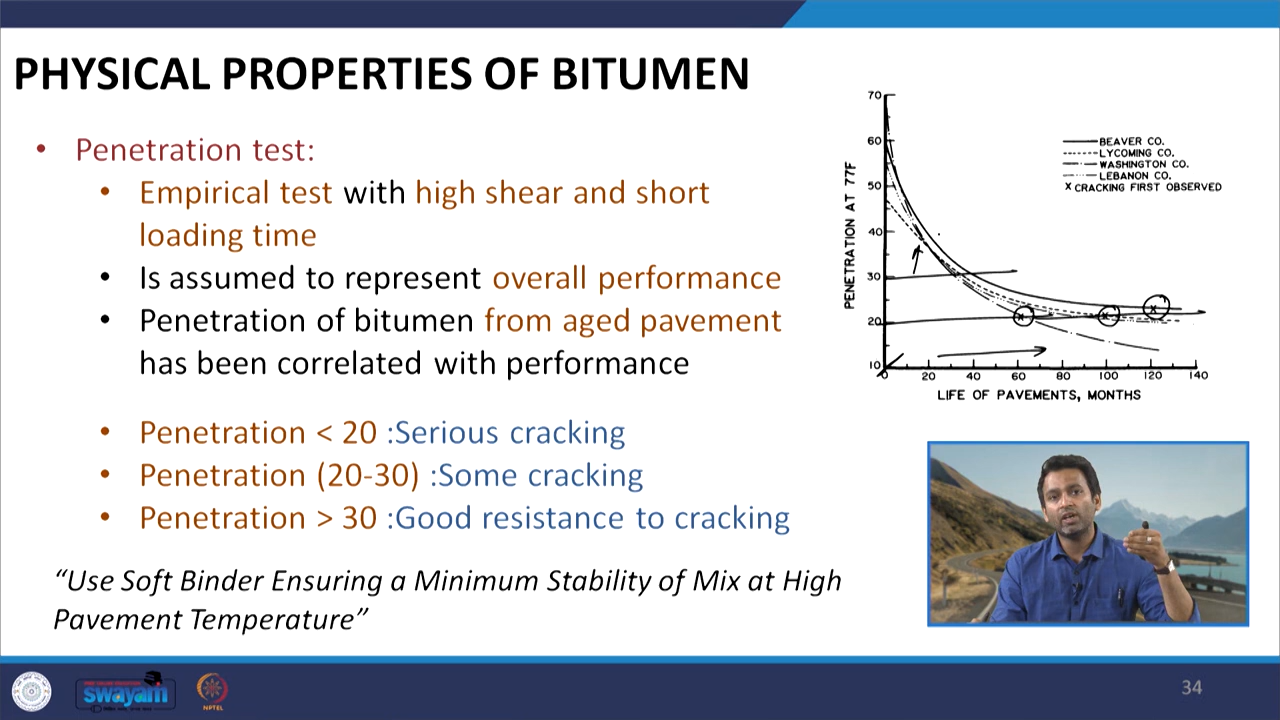 PHYSICAL PROPERTIES OF BITUMEN
• Penetration test:
• Empirical test with high shear and short
loading time
• Is assumed to represent overall performance
• Penetration of bitumen from aged pavement
has been correlated with performance
• Penetration < 20 :Serious cracking
• Penetration (20-30) :Some cracking
• Penetration > 30 :Good resistance to cracking
“Use Soft Binder Ensuring a Minimum Stability of Mix at High
Pavement Temperature”
PENETRATION AT 77F
70
60
50
40
30
20
10
BEAVER CO.
LYCOMING CO.
WASHINGTON CO.
LEBANON CO.
X CRACKING FIRST OBSERVED
0 20 40 60 80 100 120 140
LIFE OF PAVEMENTS, MONTHS
swayam
NPTEL
34